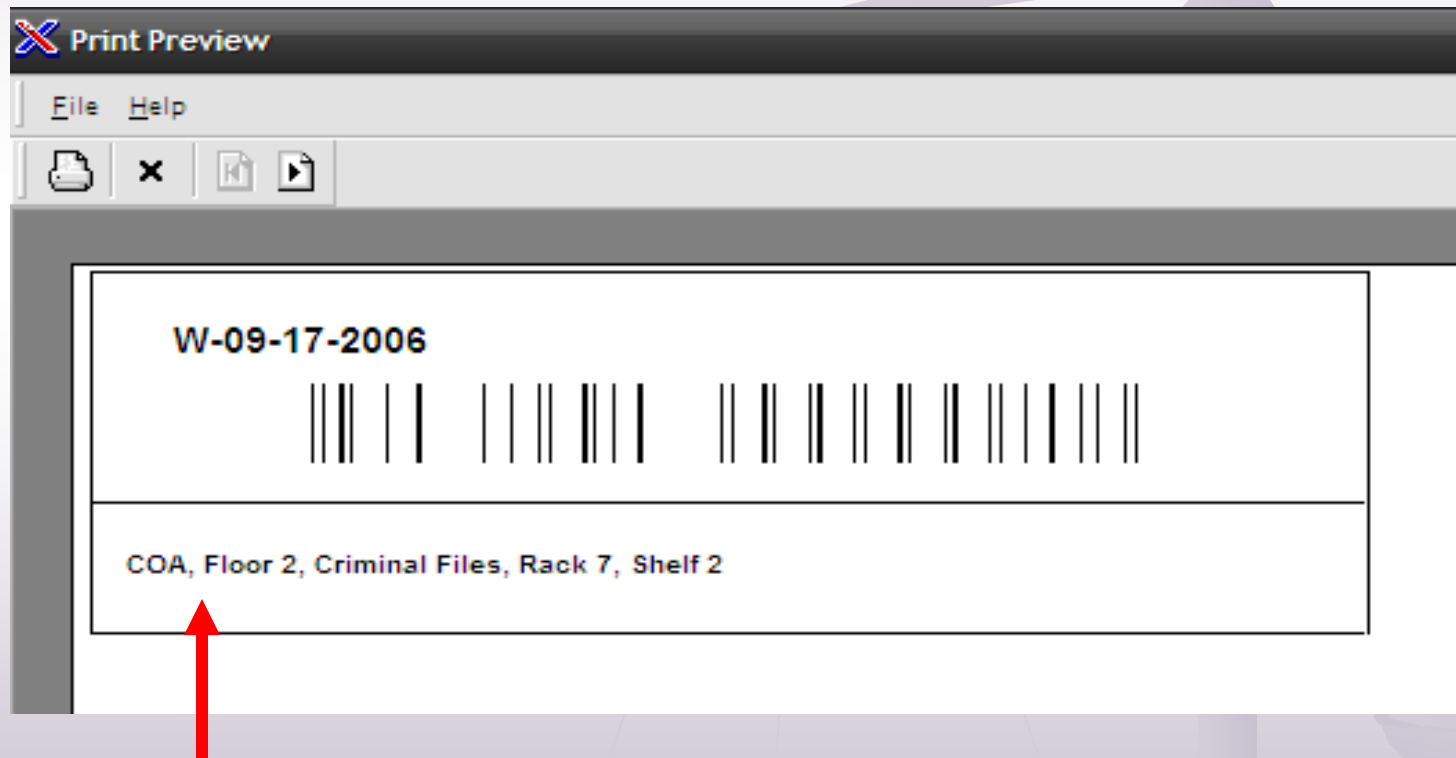 Print Preview
File Help
W-09-17-2006
COA, Floor 2, Criminal Files, Rack 7, Shelf 2